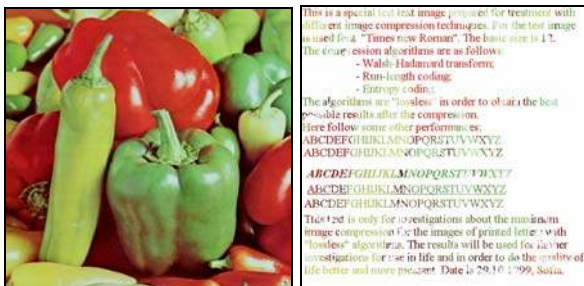 This is a special test text image prepared for treatment with
different image compression techniques. For the test image
is used font "Times new Roman". The basic size is 12.
The compression algorithms are as follows:
- Walsh-Hadamard transform;
- Run-length coding;
- Entropy coding.
The algorithms are "lossless" in order to obtain the best
possible results after the compression.
Here follow some other performances:
ABCDEFGHIJKLMNOPQRSTUVWXYZ
ABCDEFGHIJKLMNOPQRSTUVWXYZ
ABCDEFGHIJKLMNOPQRSTUVWXYZ
ABCDEFGHIJKLMNOPQRSTUVWXYZ
ABCDEFGHIJKLMNOPQRSTUVWXYZ
This text is only for investigations about the maximum
image compression for the images of printed letters with
"lossless" algorithms. The results will be used for further
investigations for use in life and in order to do the quality of
life better and more pleasant. Date is 29.10.1999, Sofia.